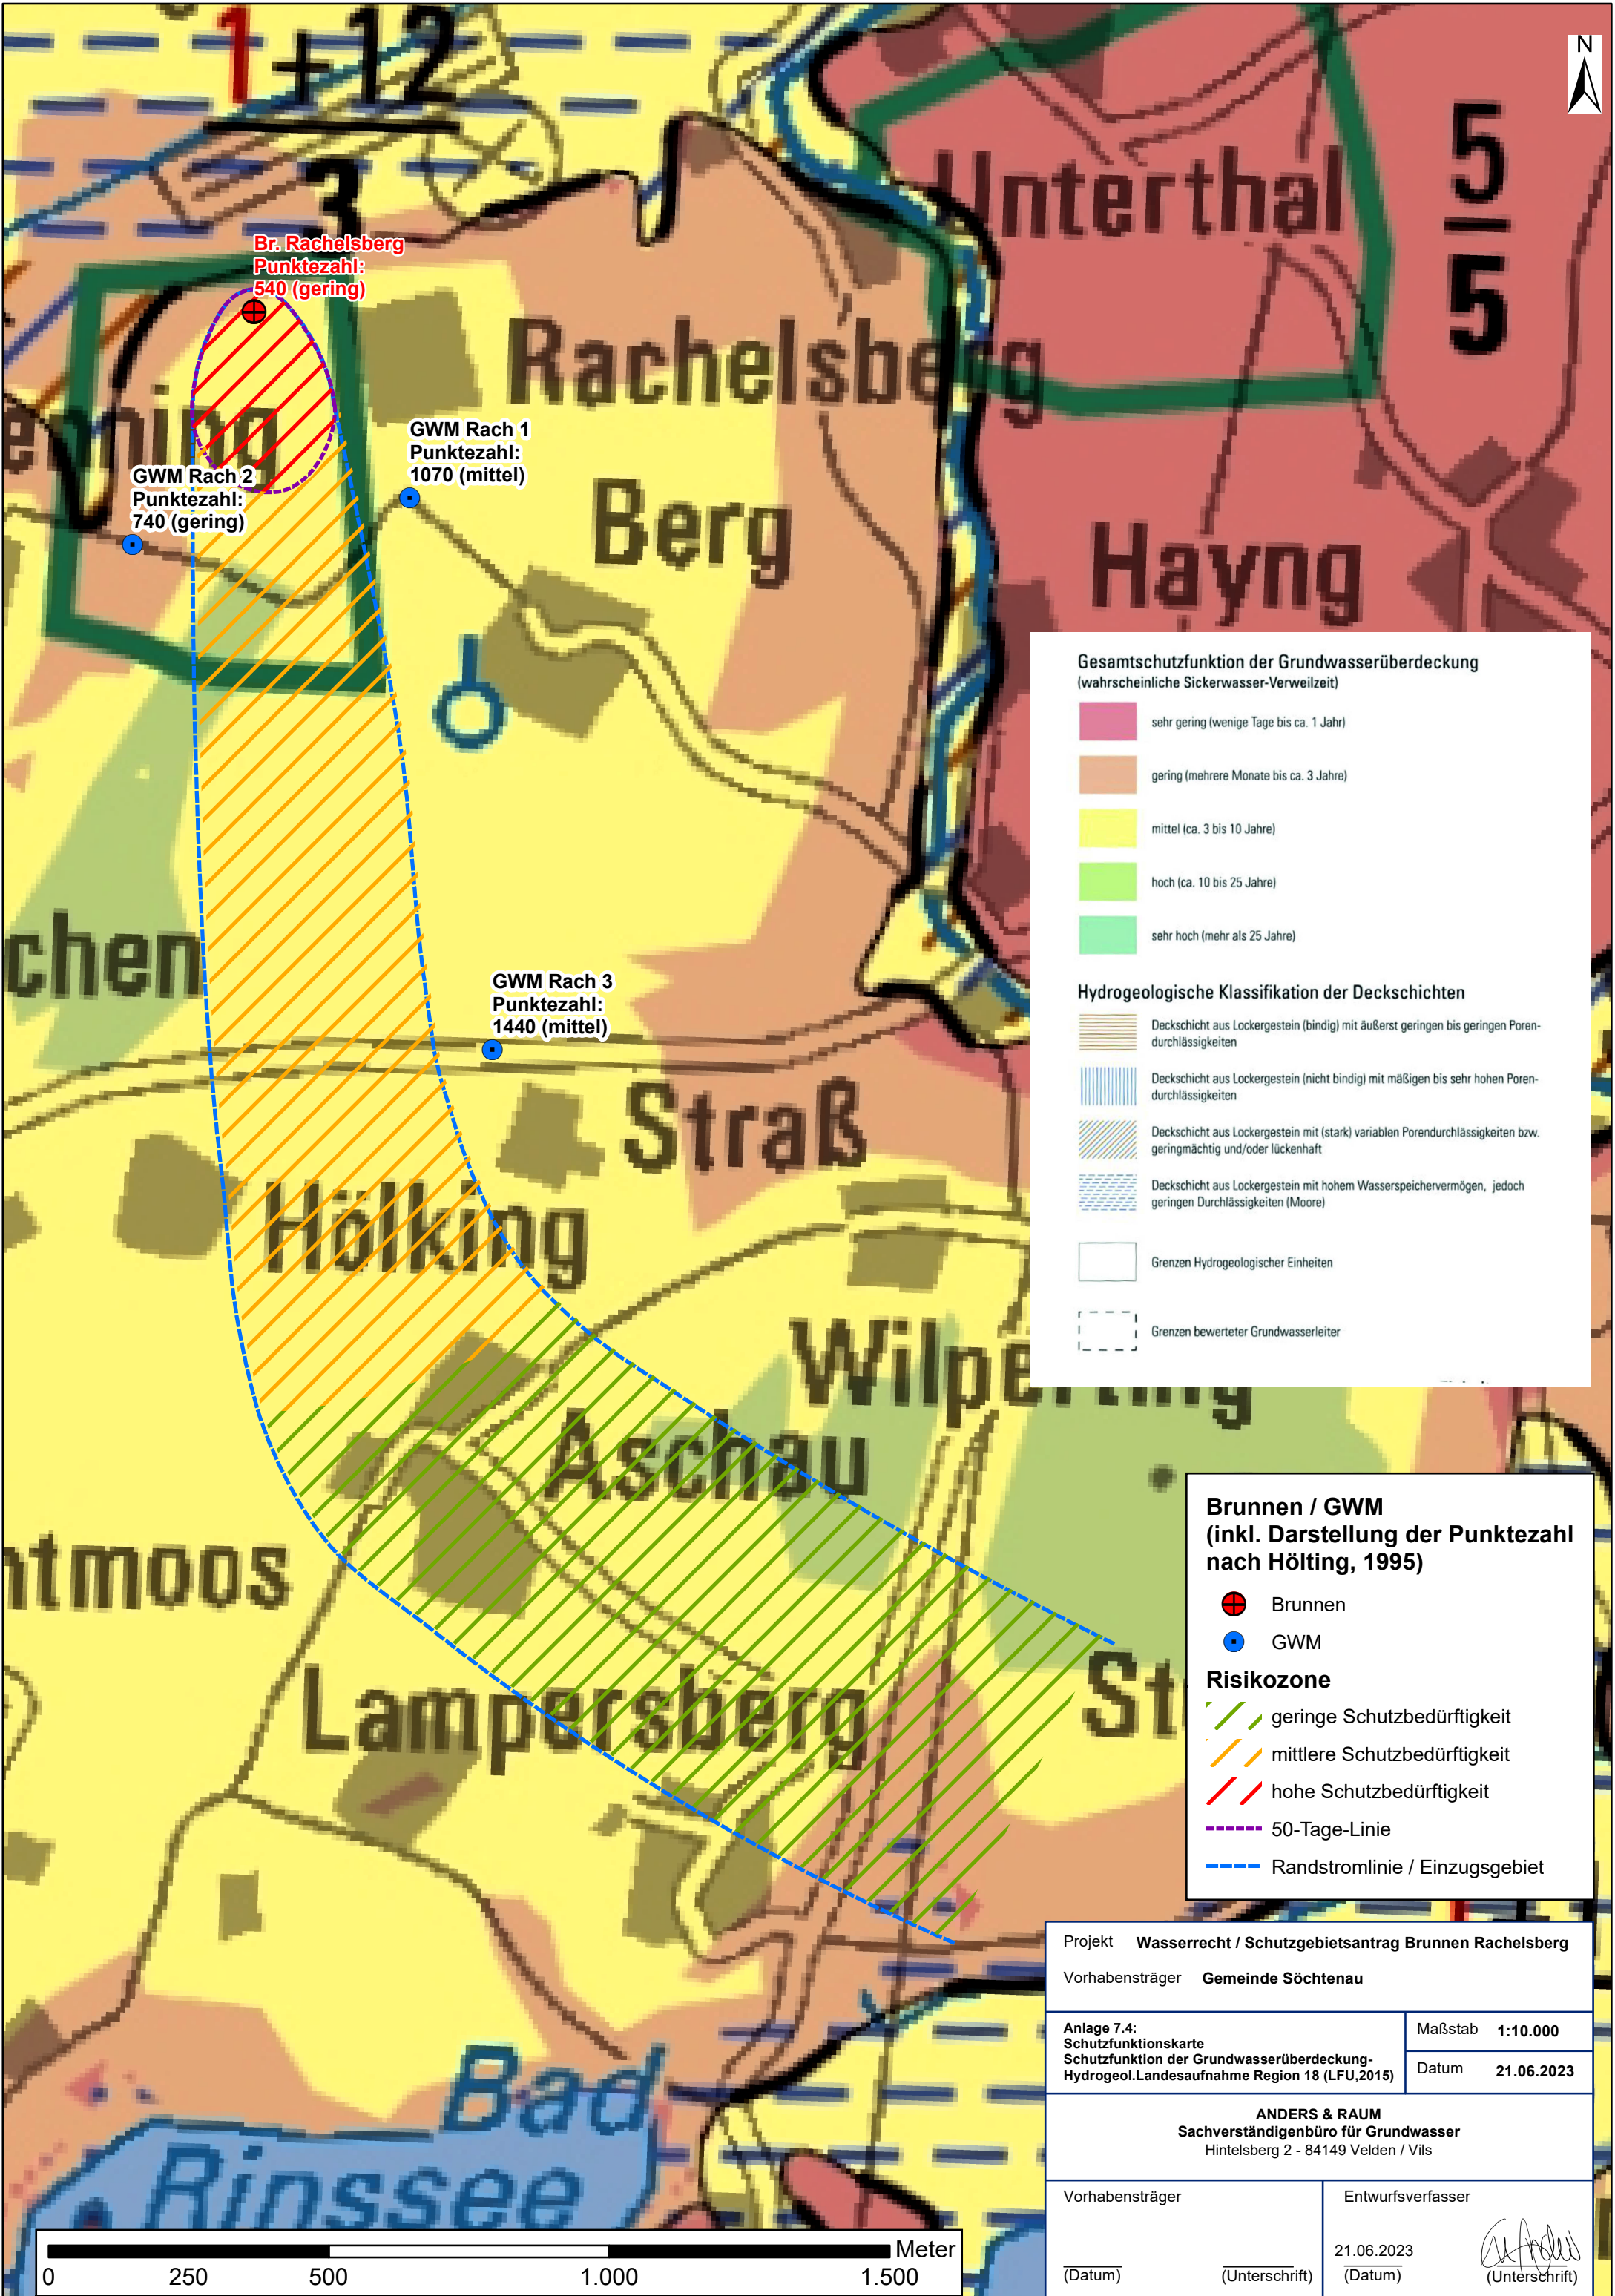 N
1 + 12
3
5
5
Unterthal
Br. Rachelsberg
Punktezahl:
540 (gering)
Rachelsberg
GWM Rach 1
Punktezahl:
1070 (mittel)
GWM Rach 2
Punktezahl:
740 (gering)
Berg
Hayng
chen
GWM Rach 3
Punktezahl:
1440 (mittel)
Straß
Hölking
Aschau
ntmoos
Lampersberg
St
Bad
Rinssee
Gesamtschutzfunktion der Grundwasserüberdeckung
(wahrscheinliche Sickerwasser-Verweilzeit)
sehr gering (wenige Tage bis ca. 1 Jahr)
gering (mehrere Monate bis ca. 3 Jahre)
mittel (ca. 3 bis 10 Jahre)
hoch (ca. 10 bis 25 Jahre)
sehr hoch (mehr als 25 Jahre)
Hydrogeologische Klassifikation der Deckschichten
Deckschicht aus Lockergestein (bindig) mit äußerst geringen bis geringen Poren-
durchlässigkeiten
Deckschicht aus Lockergestein (nicht bindig) mit mäßigen bis sehr hohen Poren-
durchlässigkeiten
Deckschicht aus Lockergestein mit (stark) variablen Porendurchlässigkeiten bzw.
geringmächtig und/oder lückenhaft
Deckschicht aus Lockergestein mit hohem Wasserspeichervermögen, jedoch
geringen Durchlässigkeiten (Moore)
Grenzen Hydrogeologischer Einheiten
Grenzen bewerteter Grundwasserleiter
Brunnen / GWM
(inkl. Darstellung der Punktezahl
nach Hölting, 1995)
Brunnen
GWM
Risikozone
geringe Schutzbedürftigkeit
mittlere Schutzbedürftigkeit
hohe Schutzbedürftigkeit
50-Tage-Linie
Randstromlinie / Einzugsgebiet
Projekt Wasserrecht / Schutzgebietsantrag Brunnen Rachelsberg
Vorhabensträger Gemeinde Söchtenau
Anlage 7.4:
Schutzfunktionskarte
Schutzfunktion der Grundwasserüberdeckung-
Hydrogeol.Landesaufnahme Region 18 (LFU,2015)
Maßstab 1:10.000
Datum 21.06.2023
ANDERS & RAUM
Sachverständigenbüro für Grundwasser
Hintelsberg 2 - 84149 Velden / Vils
Vorhabensträger
(Datum) (Unterschrift)
Entwurfsverfasser
21.06.2023
(Datum) (Unterschrift)
Meter
0 250 500 1.000 1.500